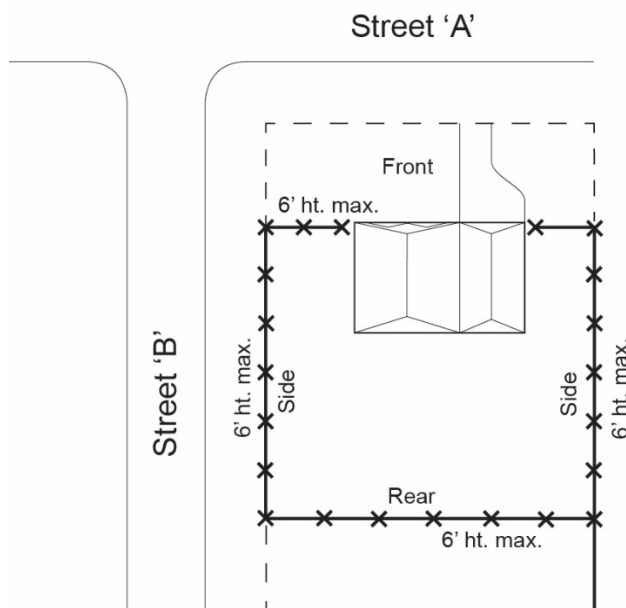 Street ‘A’
Front
6’ ht. max.
Street ‘B’
6’ ht. max.
Side
Side
6’ ht. max.
Rear
6’ ht. max.